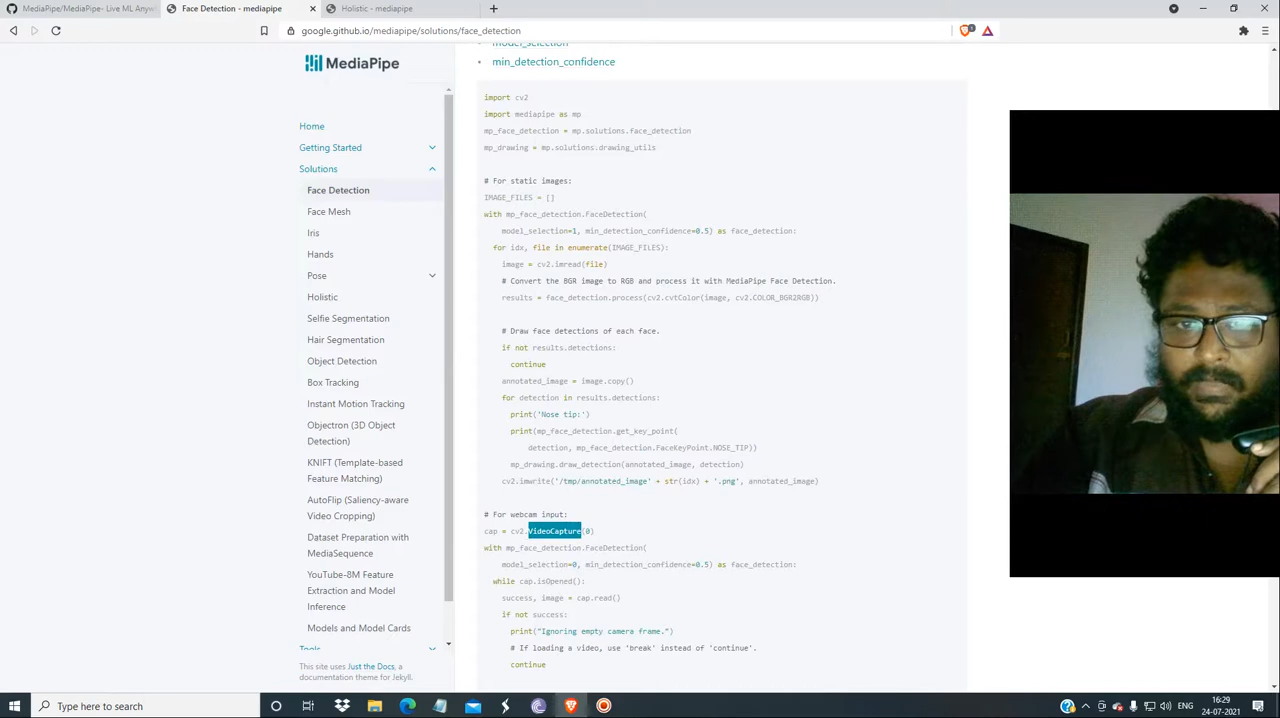 MediaPipe/MediaPipe- Live ML Anyw
Face Detection - mediapipe
Holistic - mediapipe
google.github.io/mediapipe/solutions/face_detection
MediaPipe
Home
Getting Started
Solutions
Face Detection
Face Mesh
Iris
Hands
Pose
Holistic
Selfie Segmentation
Hair Segmentation
Object Detection
Box Tracking
Instant Motion Tracking
Objectron (3D Object
Detection)
KNIFT (Template-based
Feature Matching)
AutoFlip (Saliency-aware
Video Cropping)
Dataset Preparation with
MediaSequence
YouTube-8M Feature
Extraction and Model
Inference
Models and Model Cards
Tools
This site uses Just the Docs, a
documentation theme for Jekyll.
model_selection
min_detection_confidence
import cv2
import mediapipe as mp
mp_face_detection = mp.solutions.face_detection
mp_drawing = mp.solutions.drawing_utils
# For static images:
IMAGE_FILES = []
with mp_face_detection.FaceDetection(
model_selection=1, min_detection_confidence=0.5) as face_detection:
for idx, file in enumerate(IMAGE_FILES):
image = cv2.imread(file)
# Convert the BGR image to RGB and process it with MediaPipe Face Detection.
results = face_detection.process(cv2.cvtColor(image, cv2.COLOR_BGR2RGB))
# Draw face detections of each face.
if not results.detections:
continue
annotated_image = image.copy()
for detection in results.detections:
print('Nose tip:')
print(mp_face_detection.get_key_point(
detection, mp_face_detection.FaceKeyPoint.NOSE_TIP))
mp_drawing.draw_detection(annotated_image, detection)
cv2.imwrite('/tmp/annotated_image' + str(idx) + '.png', annotated_image)
# For webcam input:
cap = cv2.VideoCapture(0)
with mp_face_detection.FaceDetection(
model_selection=0, min_detection_confidence=0.5) as face_detection:
while cap.isOpened():
success, image = cap.read()
if not success:
print("Ignoring empty camera frame.")
# If loading a video, use 'break' instead of 'continue'.
continue
Type here to search
ENG
16:29
24-07-2021